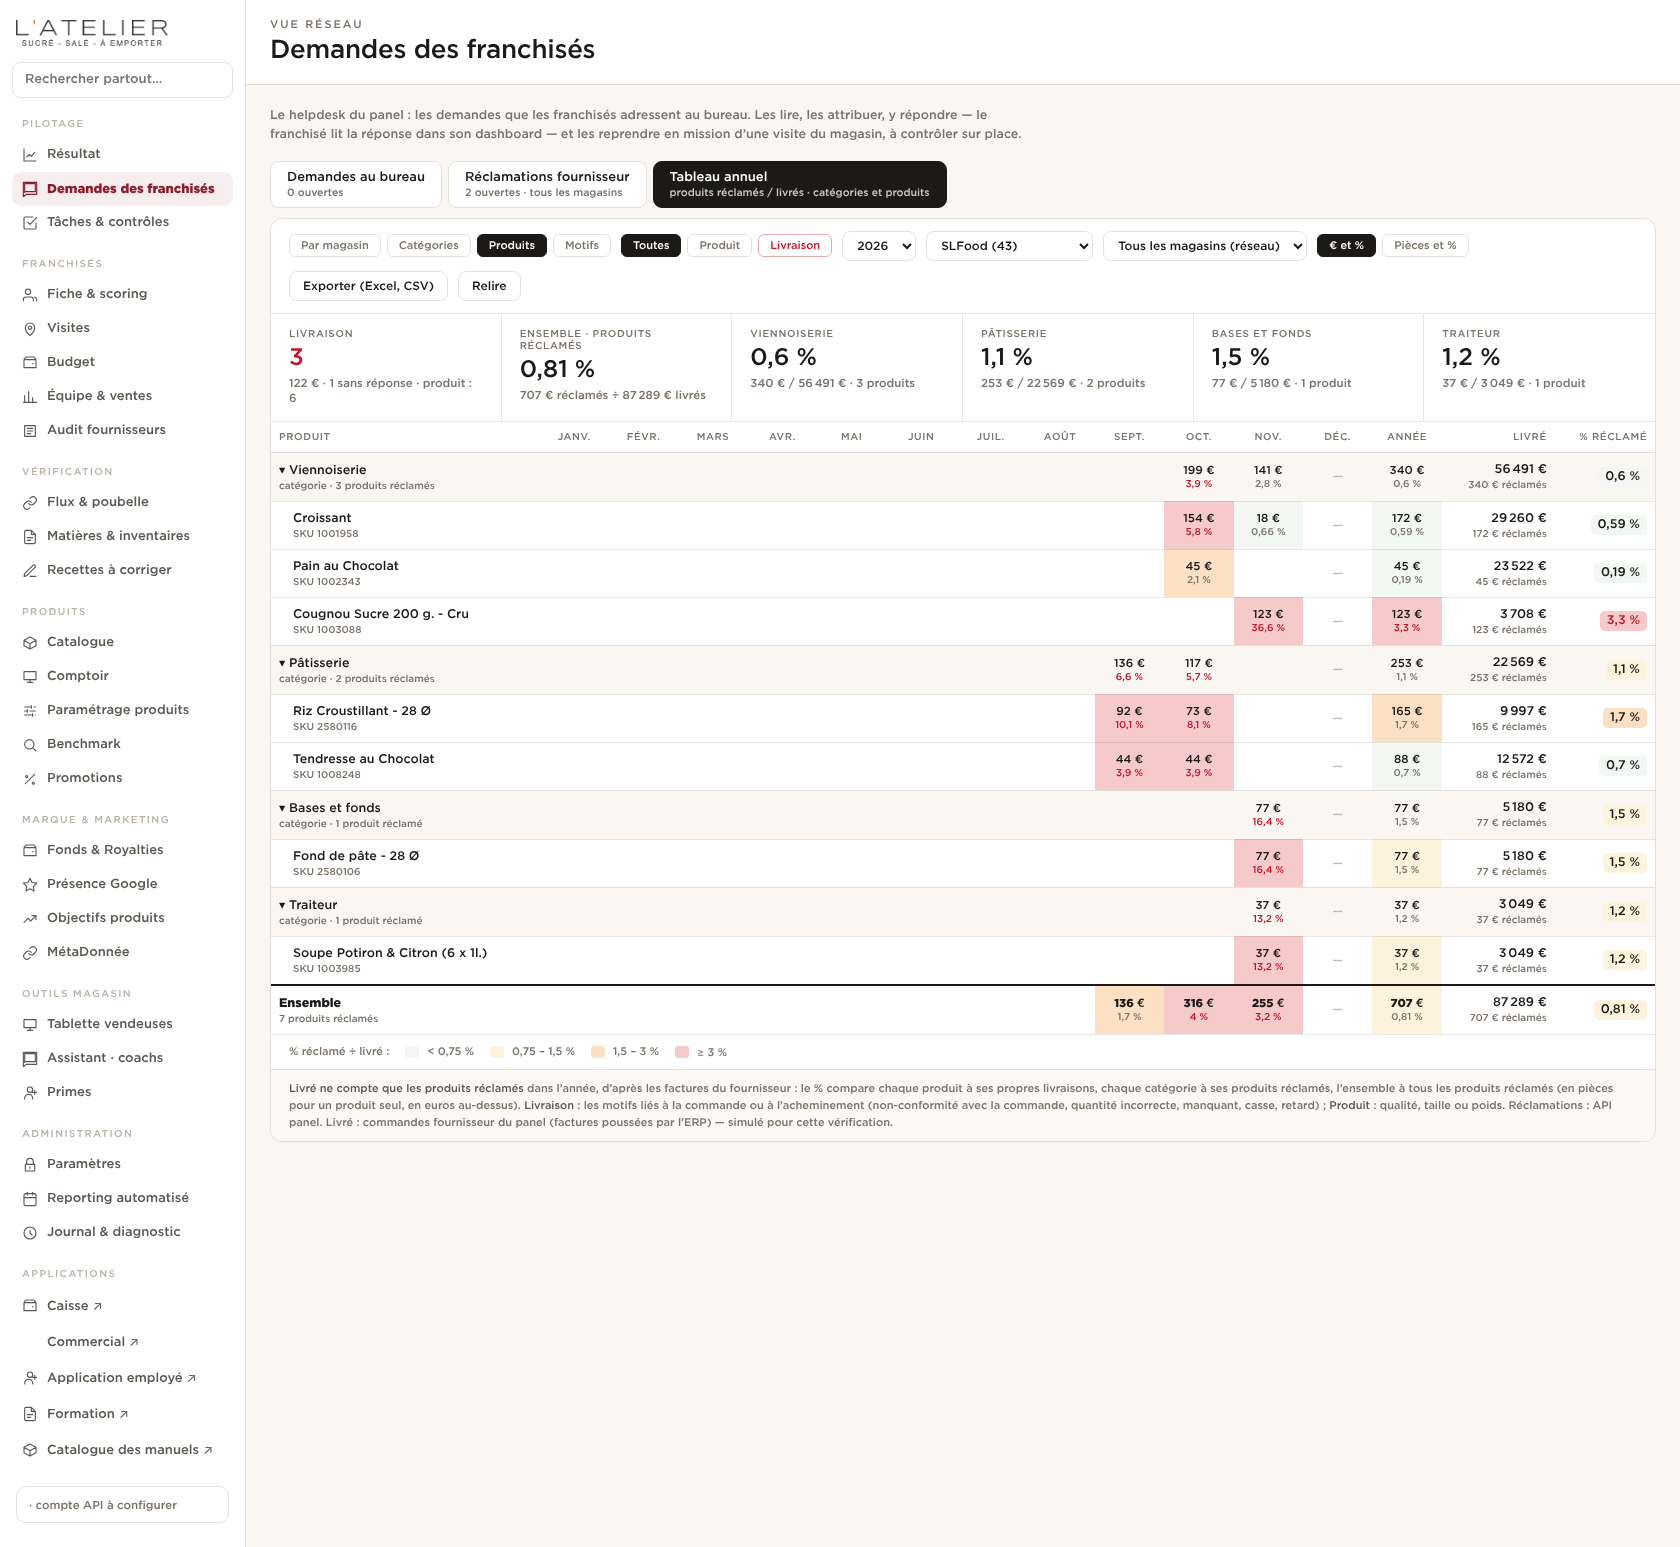 L'ATELIER
SUCRÉ - SALÉ - À EMPORTER
Rechercher partout...
PILOTAGE
Résultat
Demandes des franchisés
Tâches & contrôles
FRANCHISÉS
Fiche & scoring
Visites
Budget
Équipe & ventes
Audit fournisseurs
VÉRIFICATION
Flux & poubelle
Matières & inventaires
Recettes à corriger
PRODUITS
Catalogue
Comptoir
Paramétrage produits
Benchmark
Promotions
MARQUE & MARKETING
Fonds & Royalties
Présence Google
Objectifs produits
MétaDonnée
OUTILS MAGASIN
Tablette vendeuses
Assistant · coachs
Primes
ADMINISTRATION
Paramètres
Reporting automatisé
Journal & diagnostic
APPLICATIONS
Caisse ↗
Commercial ↗
Application employé ↗
Formation ↗
Catalogue des manuels ↗
· compte API à configurer
VUE RÉSEAU
Demandes des franchisés
Le helpdesk du panel : les demandes que les franchisés adressent au bureau. Les lire, les attribuer, y répondre — le
franchisé lit la réponse dans son dashboard — et les reprendre en mission d'une visite du magasin, à contrôler sur place.
Demandes au bureau
0 ouvertes
Réclamations fournisseur
2 ouvertes · tous les magasins
Tableau annuel
produits réclamés / livrés · catégories et produits
Par magasin Catégories Produits Motifs Toutes Produit Livraison 2026 SLFood (43) Tous les magasins (réseau) € et % Pièces et %
Exporter (Excel, CSV) Relire
LIVRAISON
3
122 € · 1 sans réponse · produit :
6
ENSEMBLE · PRODUITS
RÉCLAMÉS
0,81 %
707 € réclamés ÷ 87 289 € livrés
VIENNOISERIE
0,6 %
340 € / 56 491 € · 3 produits
PÂTISSERIE
1,1 %
253 € / 22 569 € · 2 produits
BASES ET FONDS
1,5 %
77 € / 5 180 € · 1 produit
TRAITEUR
1,2 %
37 € / 3 049 € · 1 produit
PRODUIT JANV. FÉVR. MARS AVR. MAI JUIN JUIL. AOÛT SEPT. OCT. NOV. DÉC. ANNÉE LIVRÉ % RÉCLAMÉ
▾ Viennoiserie 199 € 141 € — 340 € 56 491 € 0,6 %
catégorie · 3 produits réclamés 3,9 % 2,8 % 0,6 % 340 € réclamés
Croissant 154 € 18 € — 172 € 29 260 € 0,59 %
SKU 1001958 5,8 % 0,66 % 0,59 % 172 € réclamés
Pain au Chocolat 45 € — 45 € 23 522 € 0,19 %
SKU 1002343 2,1 % 0,19 % 45 € réclamés
Cougnou Sucre 200 g. - Cru 123 € — 123 € 3 708 € 3,3 %
SKU 1003088 36,6 % 3,3 % 123 € réclamés
▾ Pâtisserie 136 € 117 € — 253 € 22 569 € 1,1 %
catégorie · 2 produits réclamés 6,6 % 5,7 % 1,1 % 253 € réclamés
Riz Croustillant - 28 Ø 92 € 73 € — 165 € 9 997 € 1,7 %
SKU 2580116 10,1 % 8,1 % 1,7 % 165 € réclamés
Tendresse au Chocolat 44 € 44 € — 88 € 12 572 € 0,7 %
SKU 1008248 3,9 % 3,9 % 0,7 % 88 € réclamés
▾ Bases et fonds 77 € — 77 € 5 180 € 1,5 %
catégorie · 1 produit réclamé 16,4 % 1,5 % 77 € réclamés
Fond de pâte - 28 Ø 77 € — 77 € 5 180 € 1,5 %
SKU 2580106 16,4 % 1,5 % 77 € réclamés
▾ Traiteur 37 € — 37 € 3 049 € 1,2 %
catégorie · 1 produit réclamé 13,2 % 1,2 % 37 € réclamés
Soupe Potiron & Citron (6 x 1l.) 37 € — 37 € 3 049 € 1,2 %
SKU 1003985 13,2 % 1,2 % 37 € réclamés
Ensemble 136 € 316 € 255 € — 707 € 87 289 € 0,81 %
7 produits réclamés 1,7 % 4 % 3,2 % 0,81 % 707 € réclamés
% réclamé ÷ livré : < 0,75 % 0,75 – 1,5 % 1,5 – 3 % ≥ 3 %
Livré ne compte que les produits réclamés dans l'année, d'après les factures du fournisseur : le % compare chaque produit à ses propres livraisons, chaque catégorie à ses produits réclamés, l'ensemble à tous les produits réclamés (en pièces
pour un produit seul, en euros au-dessus). Livraison : les motifs liés à la commande ou à l'acheminement (non-conformité avec la commande, quantité incorrecte, manquant, casse, retard) ; Produit : qualité, taille ou poids. Réclamations : API
panel. Livré : commandes fournisseur du panel (factures poussées par l'ERP) — simulé pour cette vérification.